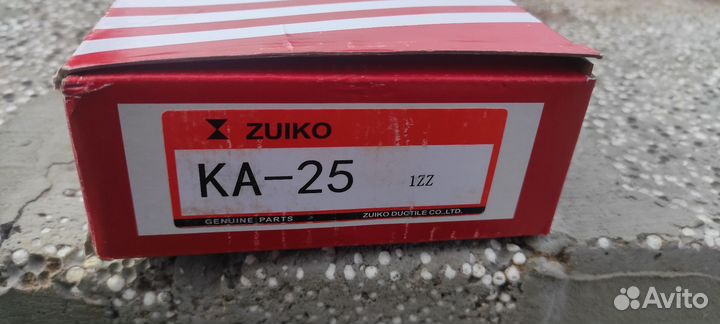 ZUIKO
KA-25 1ZZ
GENUINE PARTS ZUIKO DUCTILE CO.,LTD.
Avito